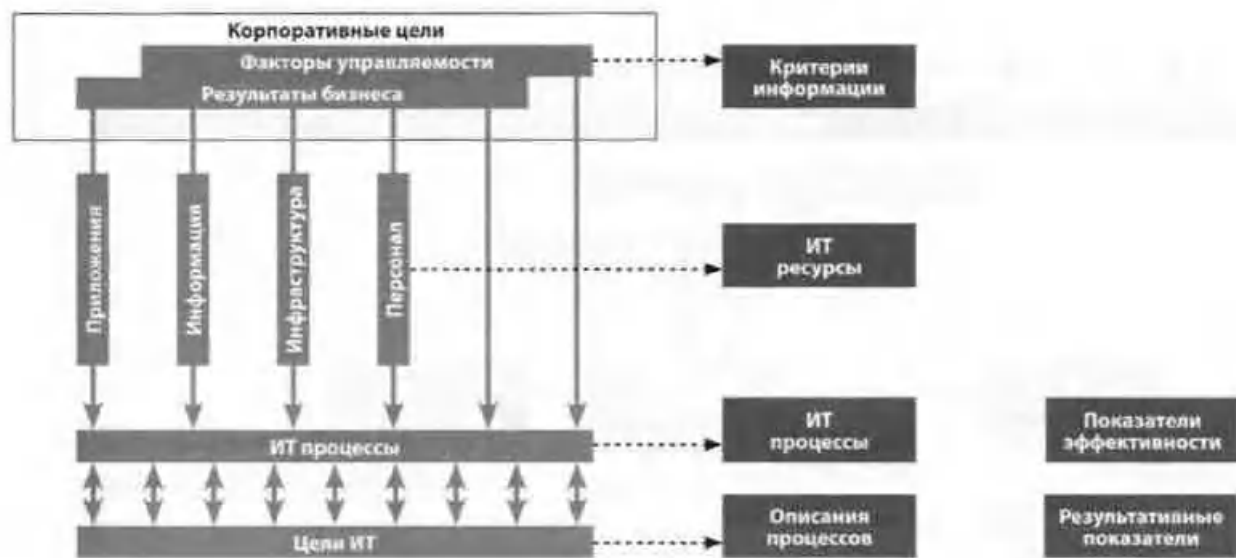 Корпоративные цели
Факторы управляемости
Результаты бизнеса
Критерии
информации
Приложения
Информация
Инфраструктура
Персонал
ИТ
ресурсы
ИТ процессы
ИТ
процессы
Показатели
эффективности
Цели ИТ
Описания
процессов
Результативные
показатели